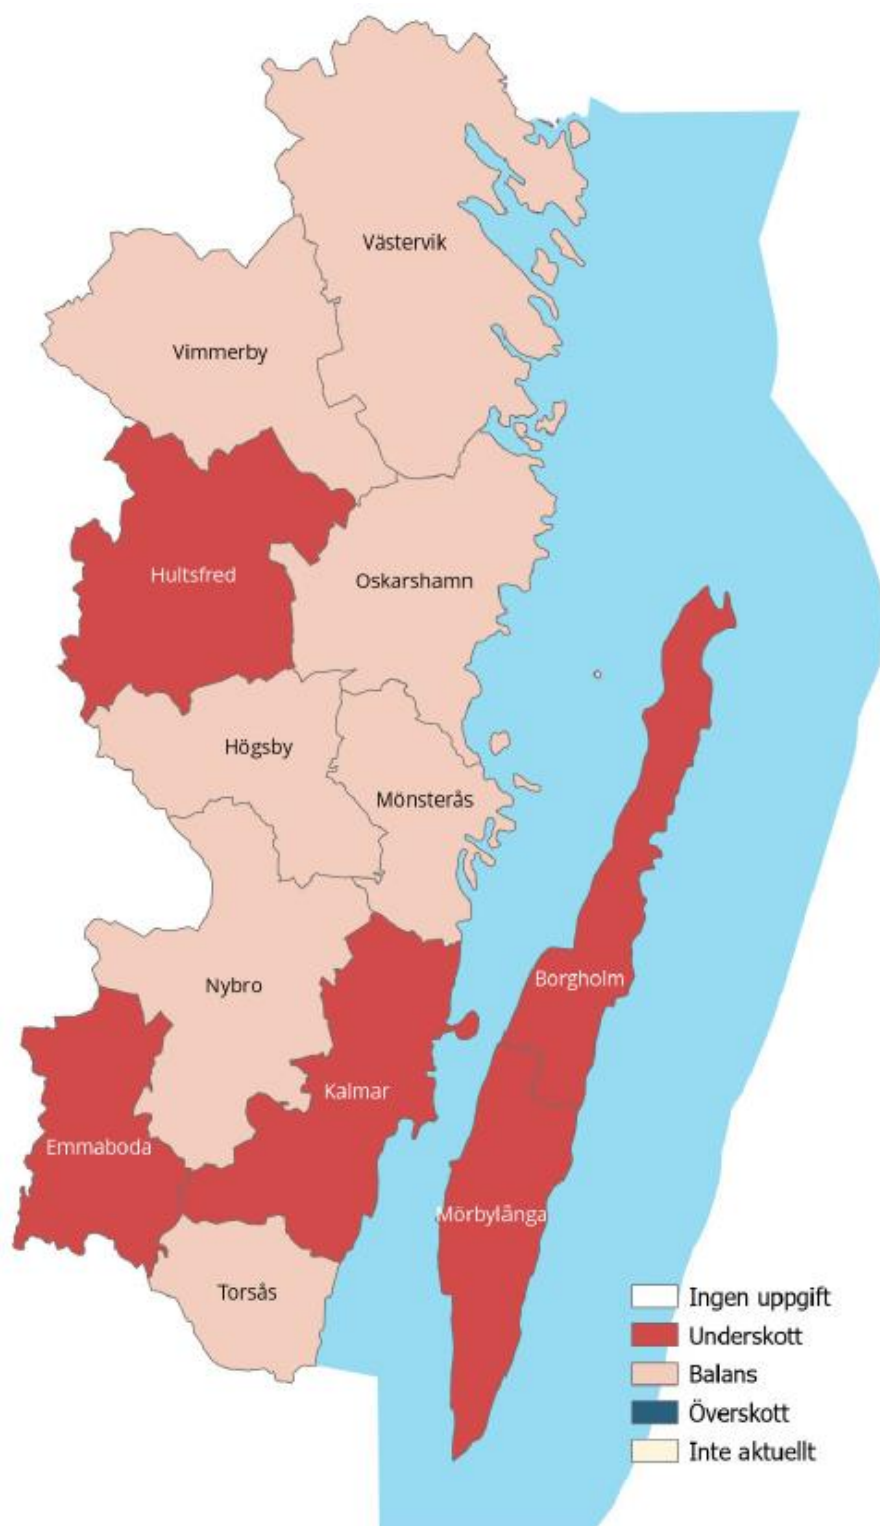 Västervik
Vimmerby
Hultsfred
Oskarshamn
Högsby
Mönsterås
Borgholm
Nybro
Kalmar
Emmaboda
Mörbylånga
Torsås
Ingen uppgift
Underskott
Balans
Överskott
Inte aktuellt